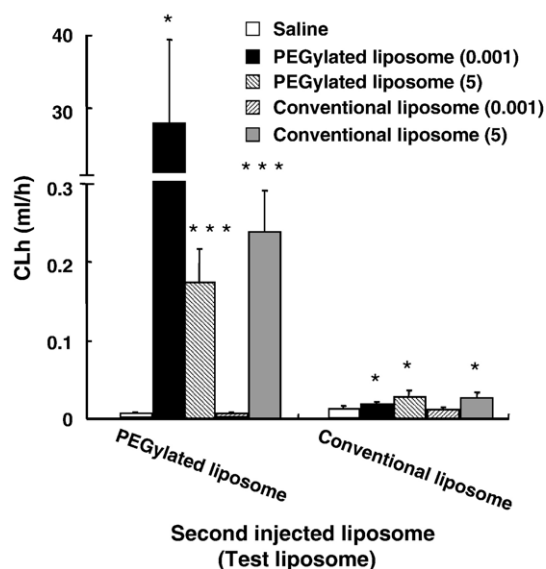 Saline
PEGylated liposome (0.001)
PEGylated liposome (5)
Conventional liposome (0.001)
Conventional liposome (5)
40
30
0.3
0.2
0.1
0
CLh (ml/h)
*
* * *
* * *
*
*
*
PEGylated liposome
Conventional liposome
Second injected liposome
(Test liposome)